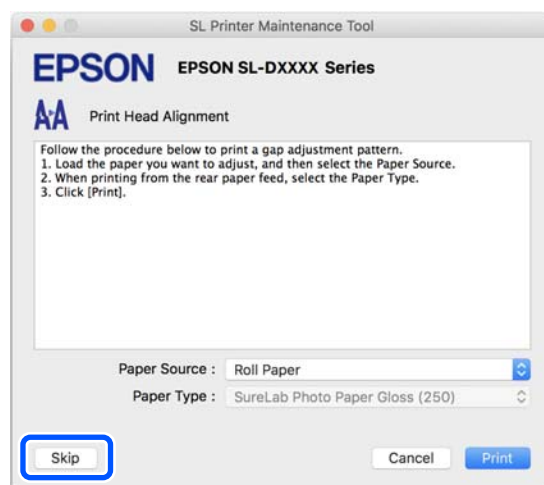 SL Printer Maintenance Tool
EPSON EPSON SL-DXXXX Series
Print Head Alignment
Follow the procedure below to print a gap adjustment pattern.
1. Load the paper you want to adjust, and then select the Paper Source.
2. When printing from the rear paper feed, select the Paper Type.
3. Click [Print].
Paper Source : Roll Paper
Paper Type : SureLab Photo Paper Gloss (250)
Skip Cancel Print